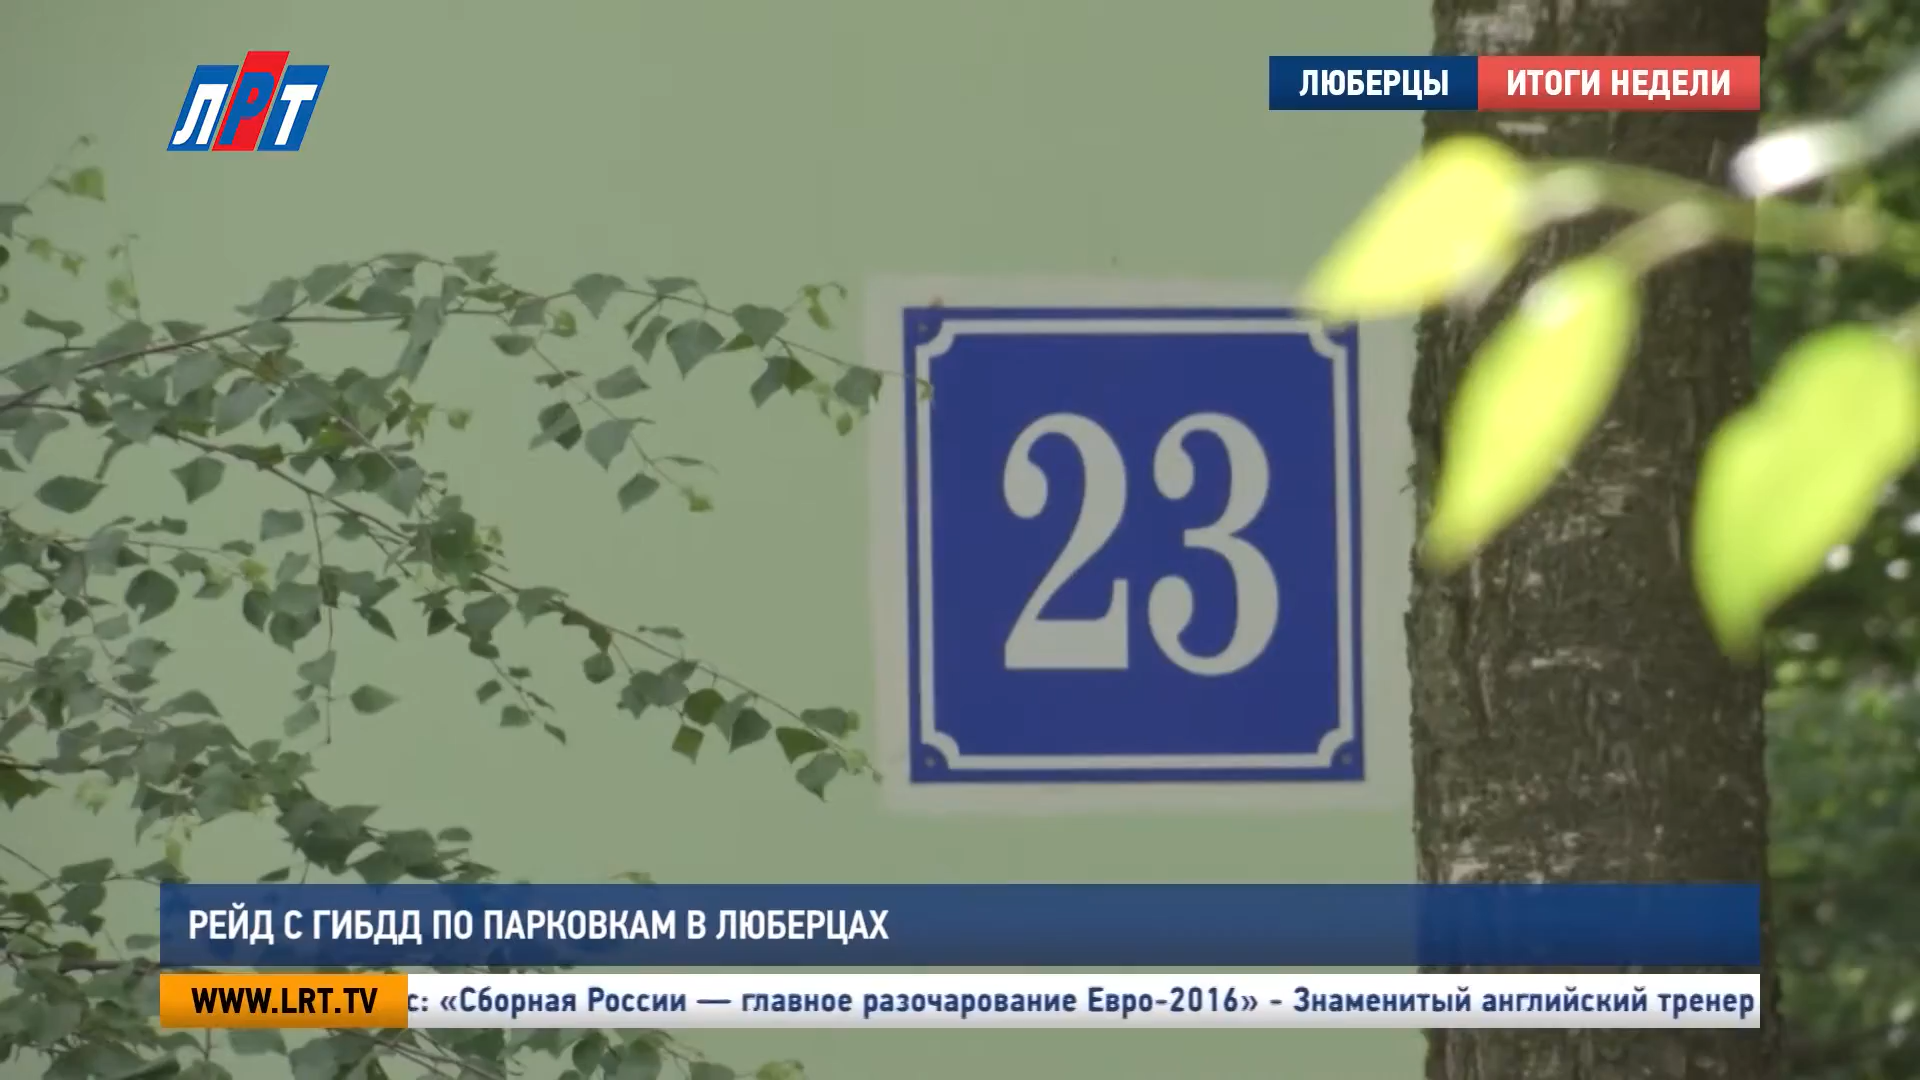 ЛРТ
ЛЮБЕРЦЫ ИТОГИ НЕДЕЛИ
23
РЕЙД С ГИБДД ПО ПАРКОВКАМ В ЛЮБЕРЦАХ
WWW.LRT.TV с: «Сборная России — главное разочарование Евро-2016» - Знаменитый английский тренер